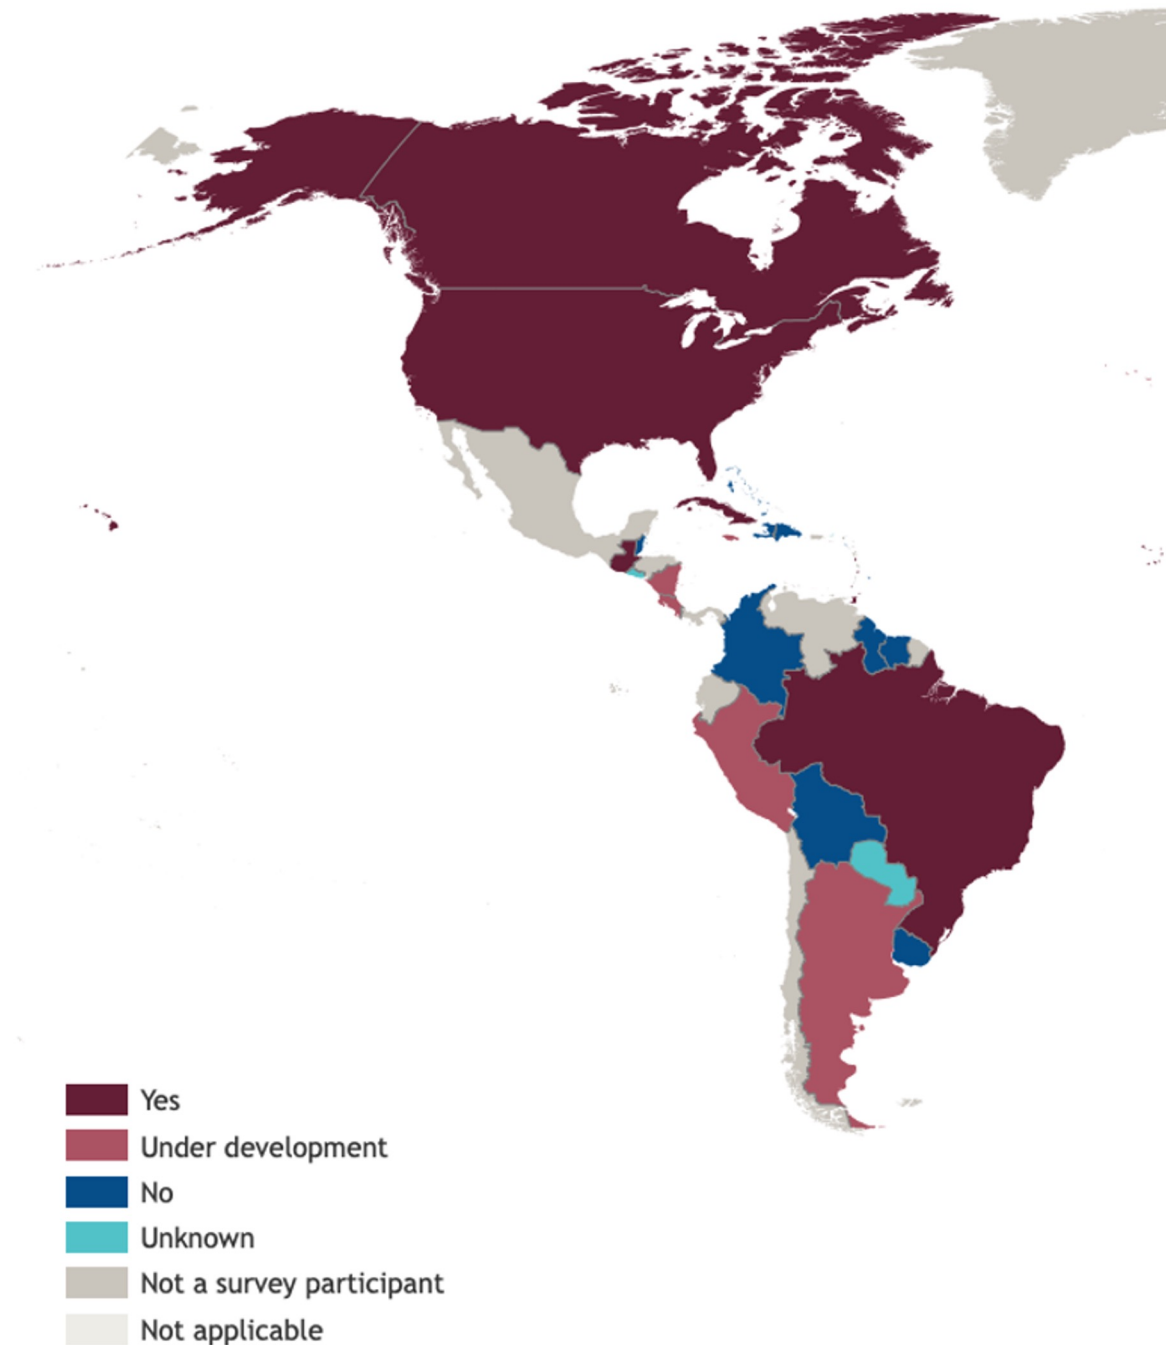 Yes
Under development
No
Unknown
Not a survey participant
Not applicable